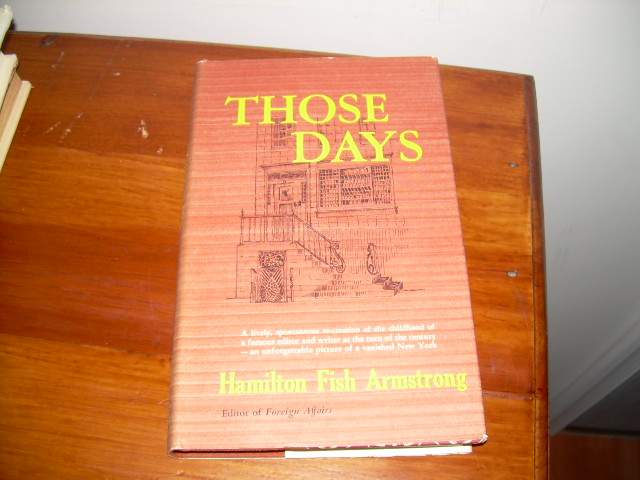 THOSE
DAYS
A lively, spontaneous re-creation of the childhood of
a famous editor and writer at the turn of the century
—an unforgettable picture of a vanished New York
Hamilton Fish Armstrong
Editor of Foreign Affairs